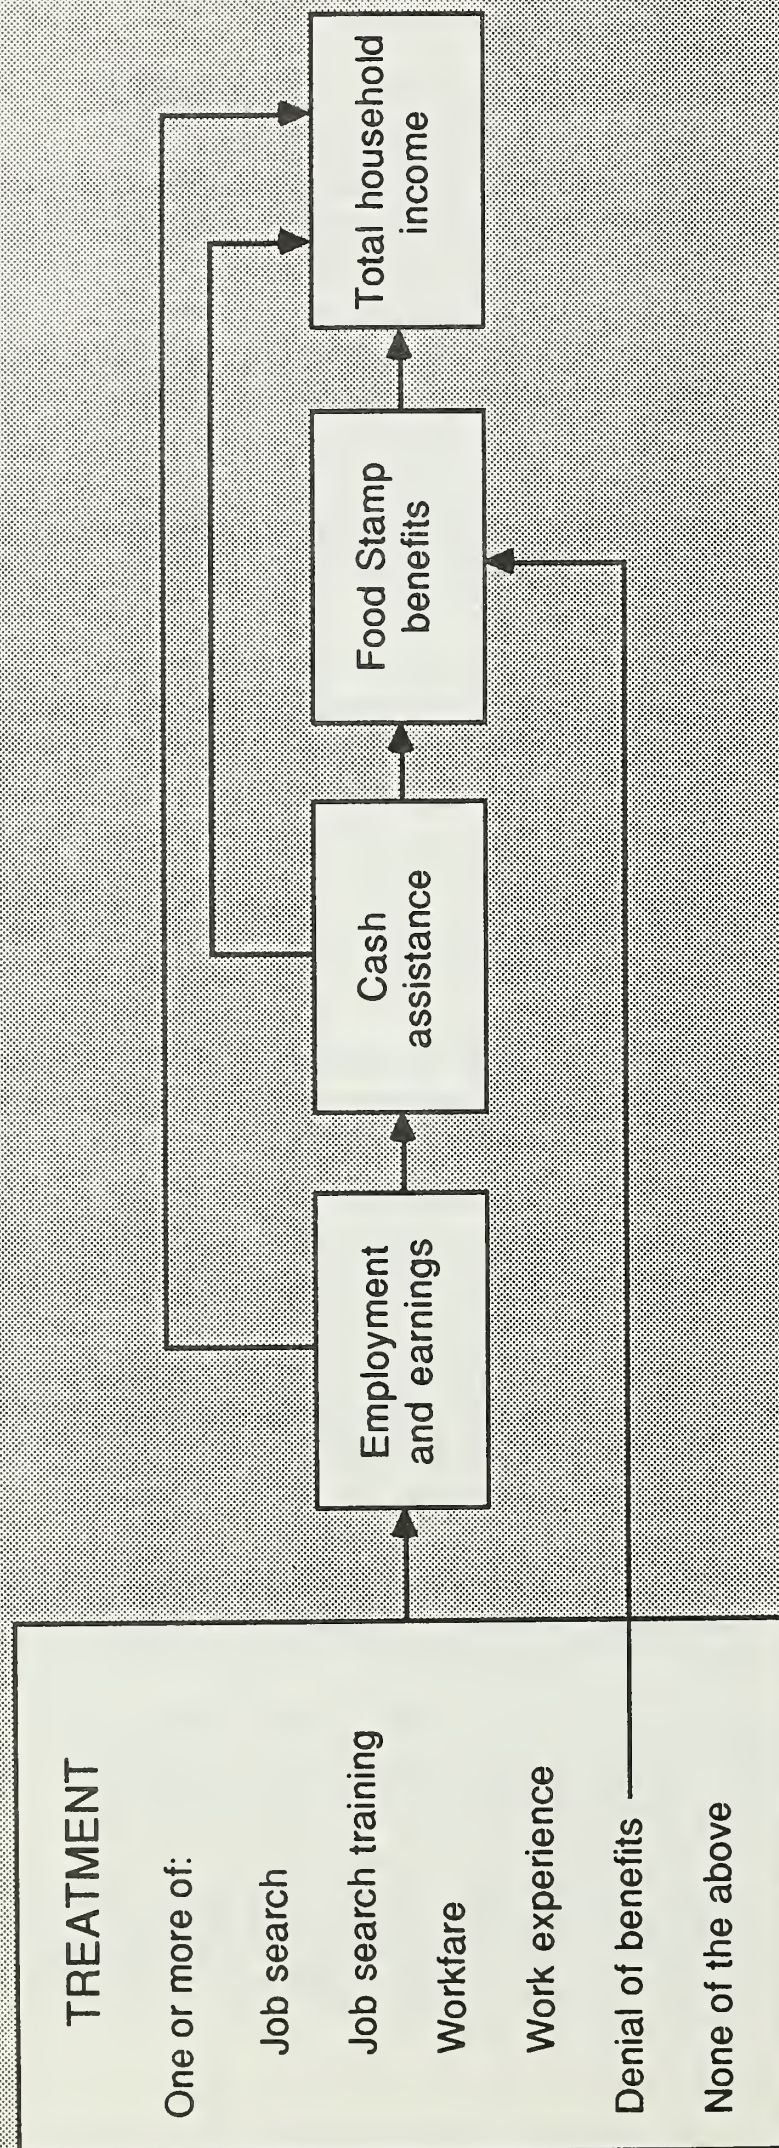 TREATMENT
One or more of:
Job search
Job search training
Workfare
Work experience
Denial of benefits
None of the above
Employment
and earnings
Cash
assistance
Food Stamp
benefits
Total household
income